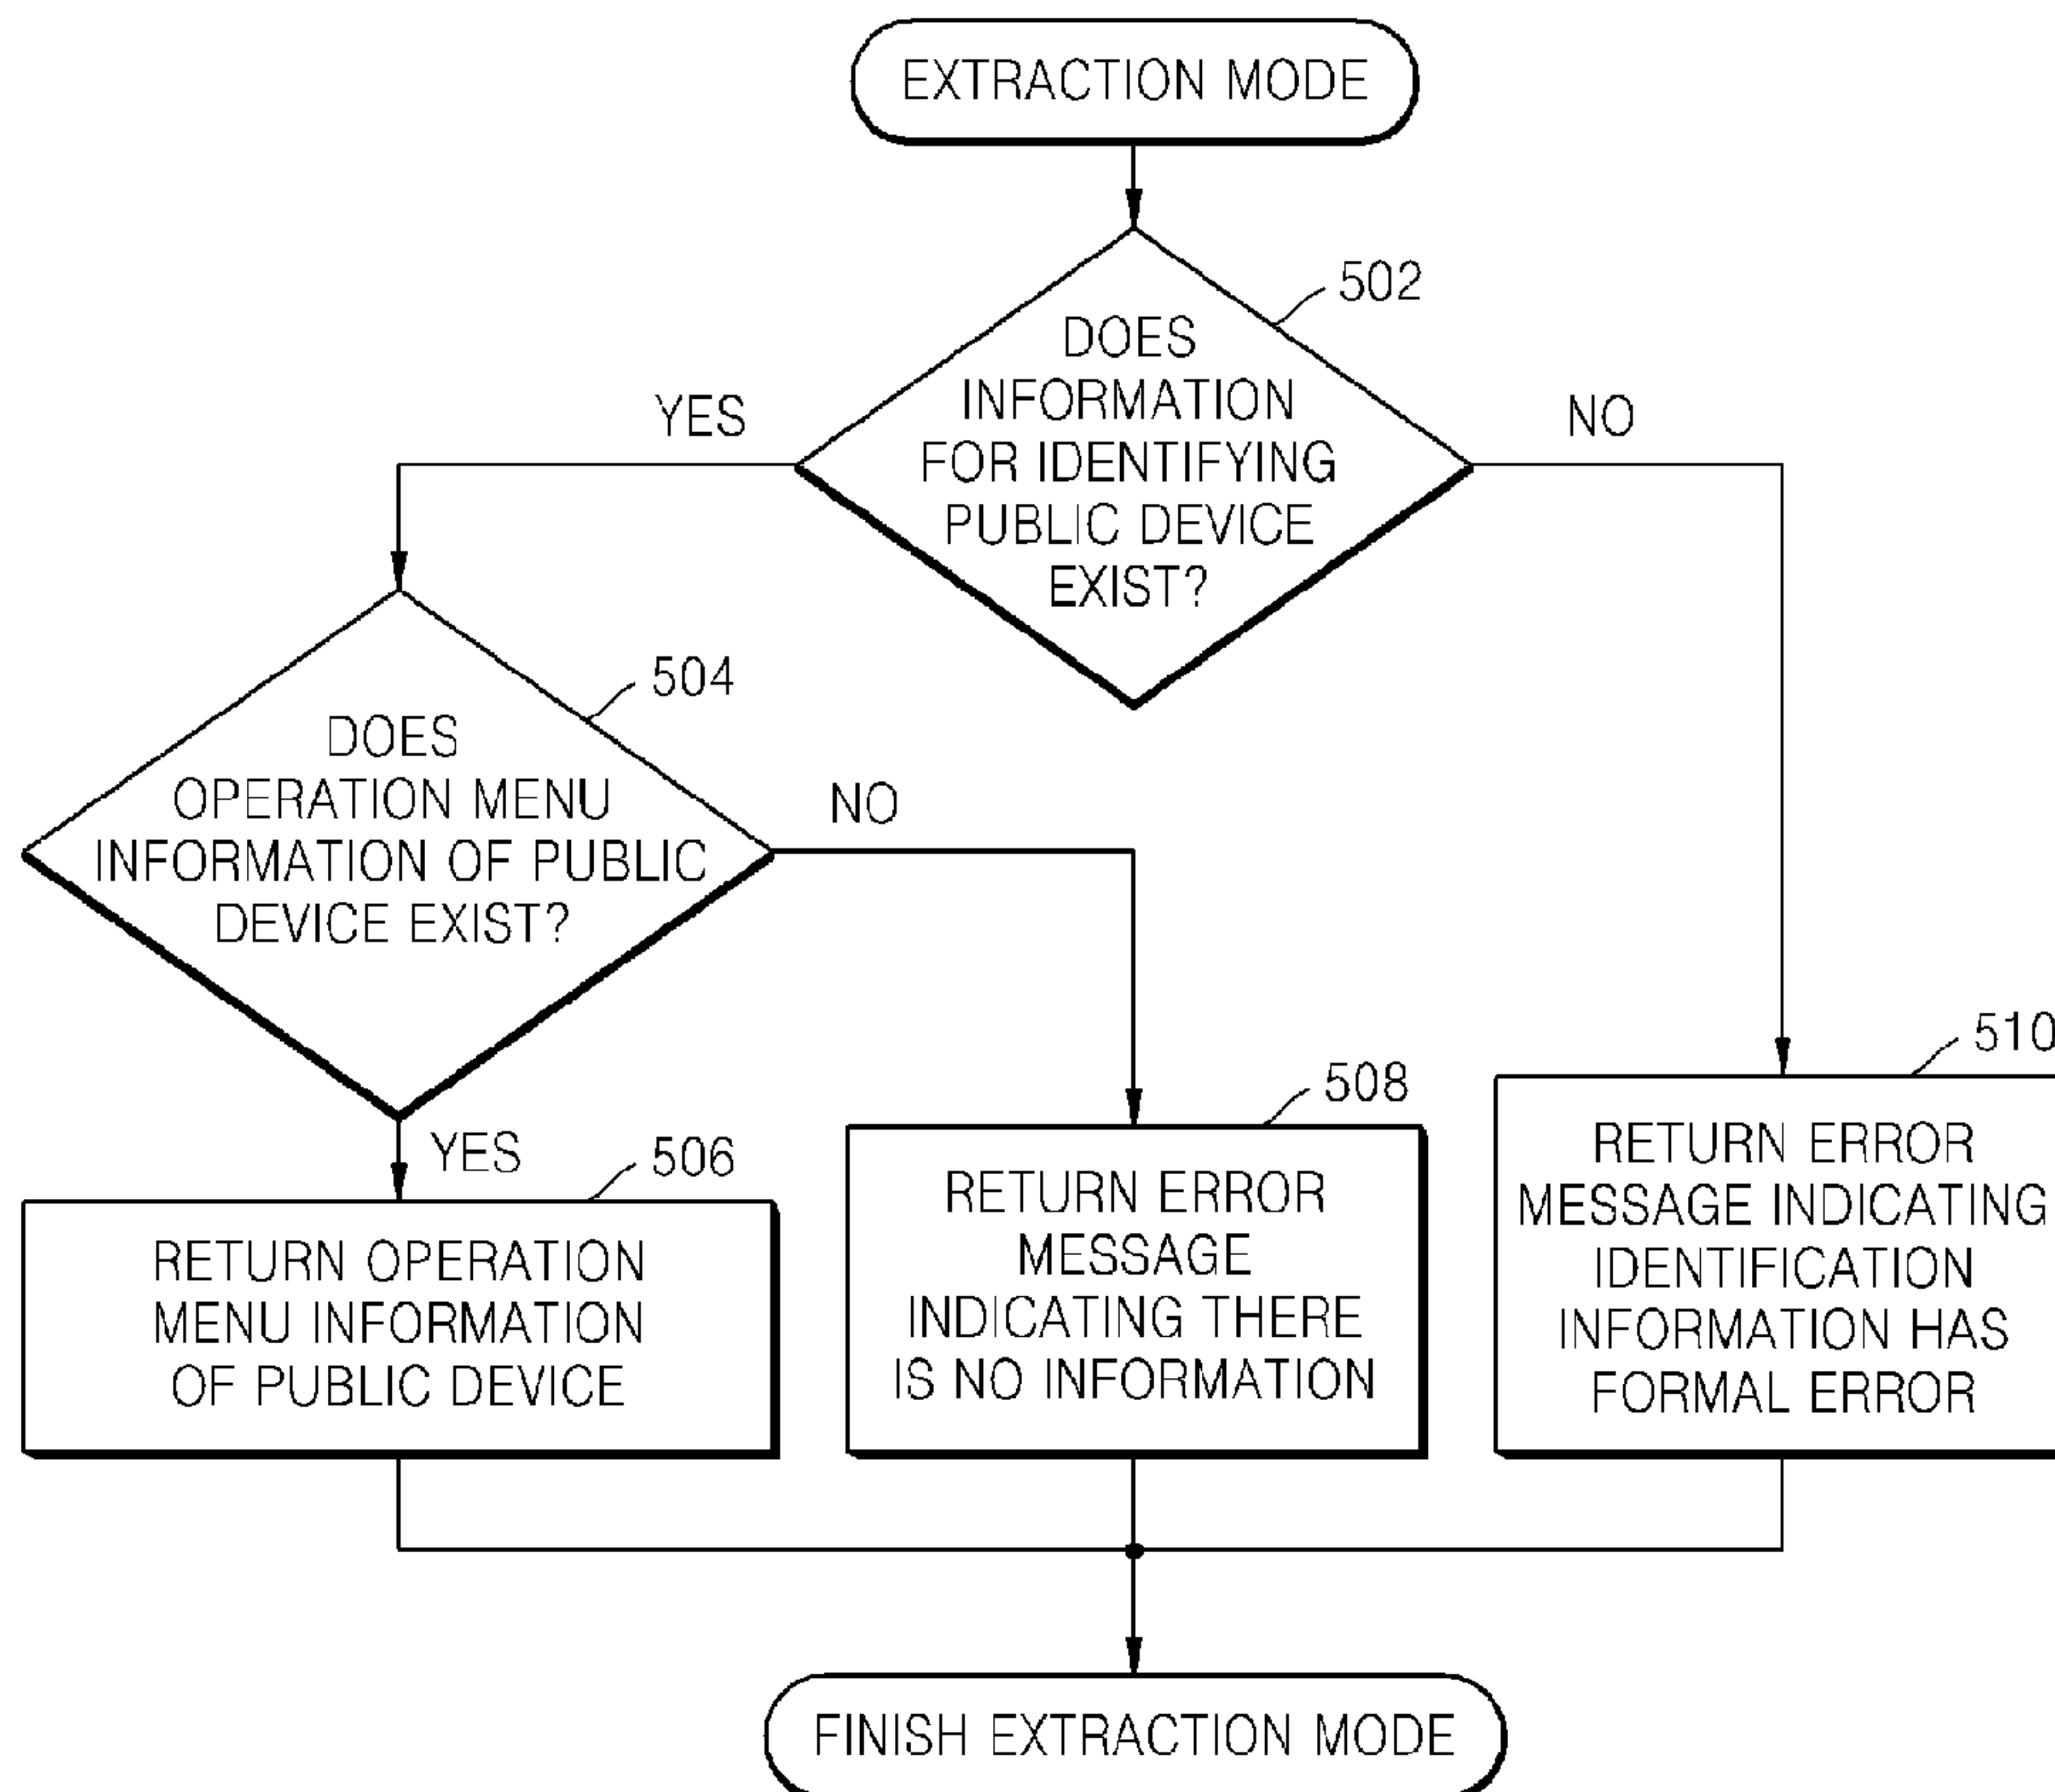 EXTRACTION MODE
502
DOES
INFORMATION
FOR IDENTIFYING
PUBLIC DEVICE
EXIST?
YES
NO
504
DOES
OPERATION MENU
INFORMATION OF PUBLIC
DEVICE EXIST?
NO
YES
506
RETURN OPERATION
MENU INFORMATION
OF PUBLIC DEVICE
508
RETURN ERROR
MESSAGE
INDICATING THERE
IS NO INFORMATION
510
RETURN ERROR
MESSAGE INDICATING
IDENTIFICATION
INFORMATION HAS
FORMAL ERROR
FINISH EXTRACTION MODE